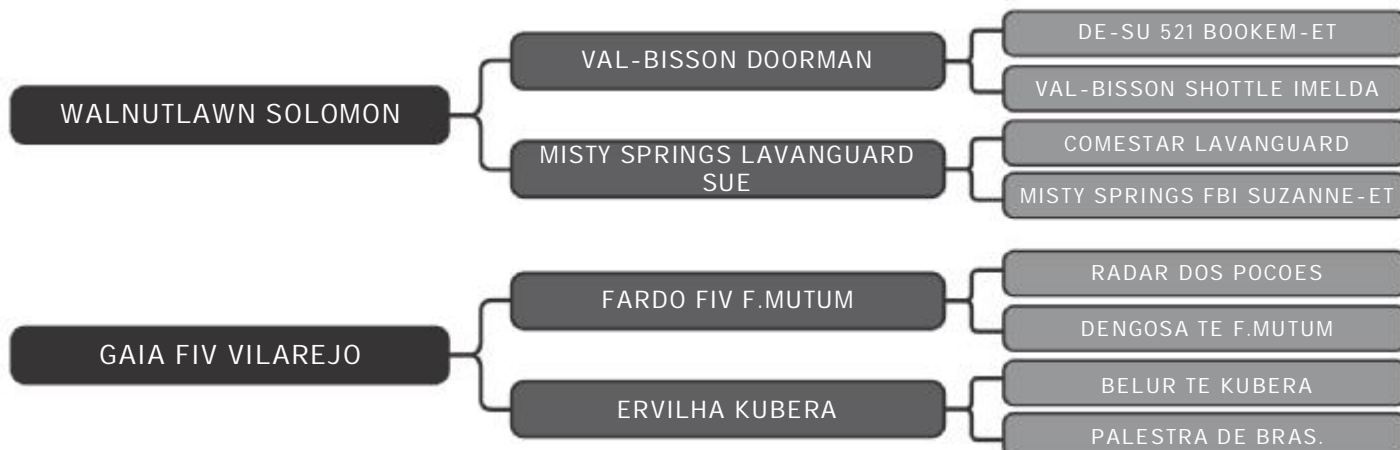 WALNUTLAWN SOLOMON
VAL-BISSON DOORMAN
DE-SU 521 BOOKEM-ET
VAL-BISSON SHOTTLE IMELDA
MISTY SPRINGS LAVANGUARD
SUE
COMESTAR LAVANGUARD
MISTY SPRINGS FBI SUZANNE-ET
GAIA FIV VILAREJO
FARDO FIV F.MUTUM
RADAR DOS POCOES
DENGOSA TE F.MUTUM
ERVILHA KUBERA
BELUR TE KUBERA
PALESTRA DE BRAS.